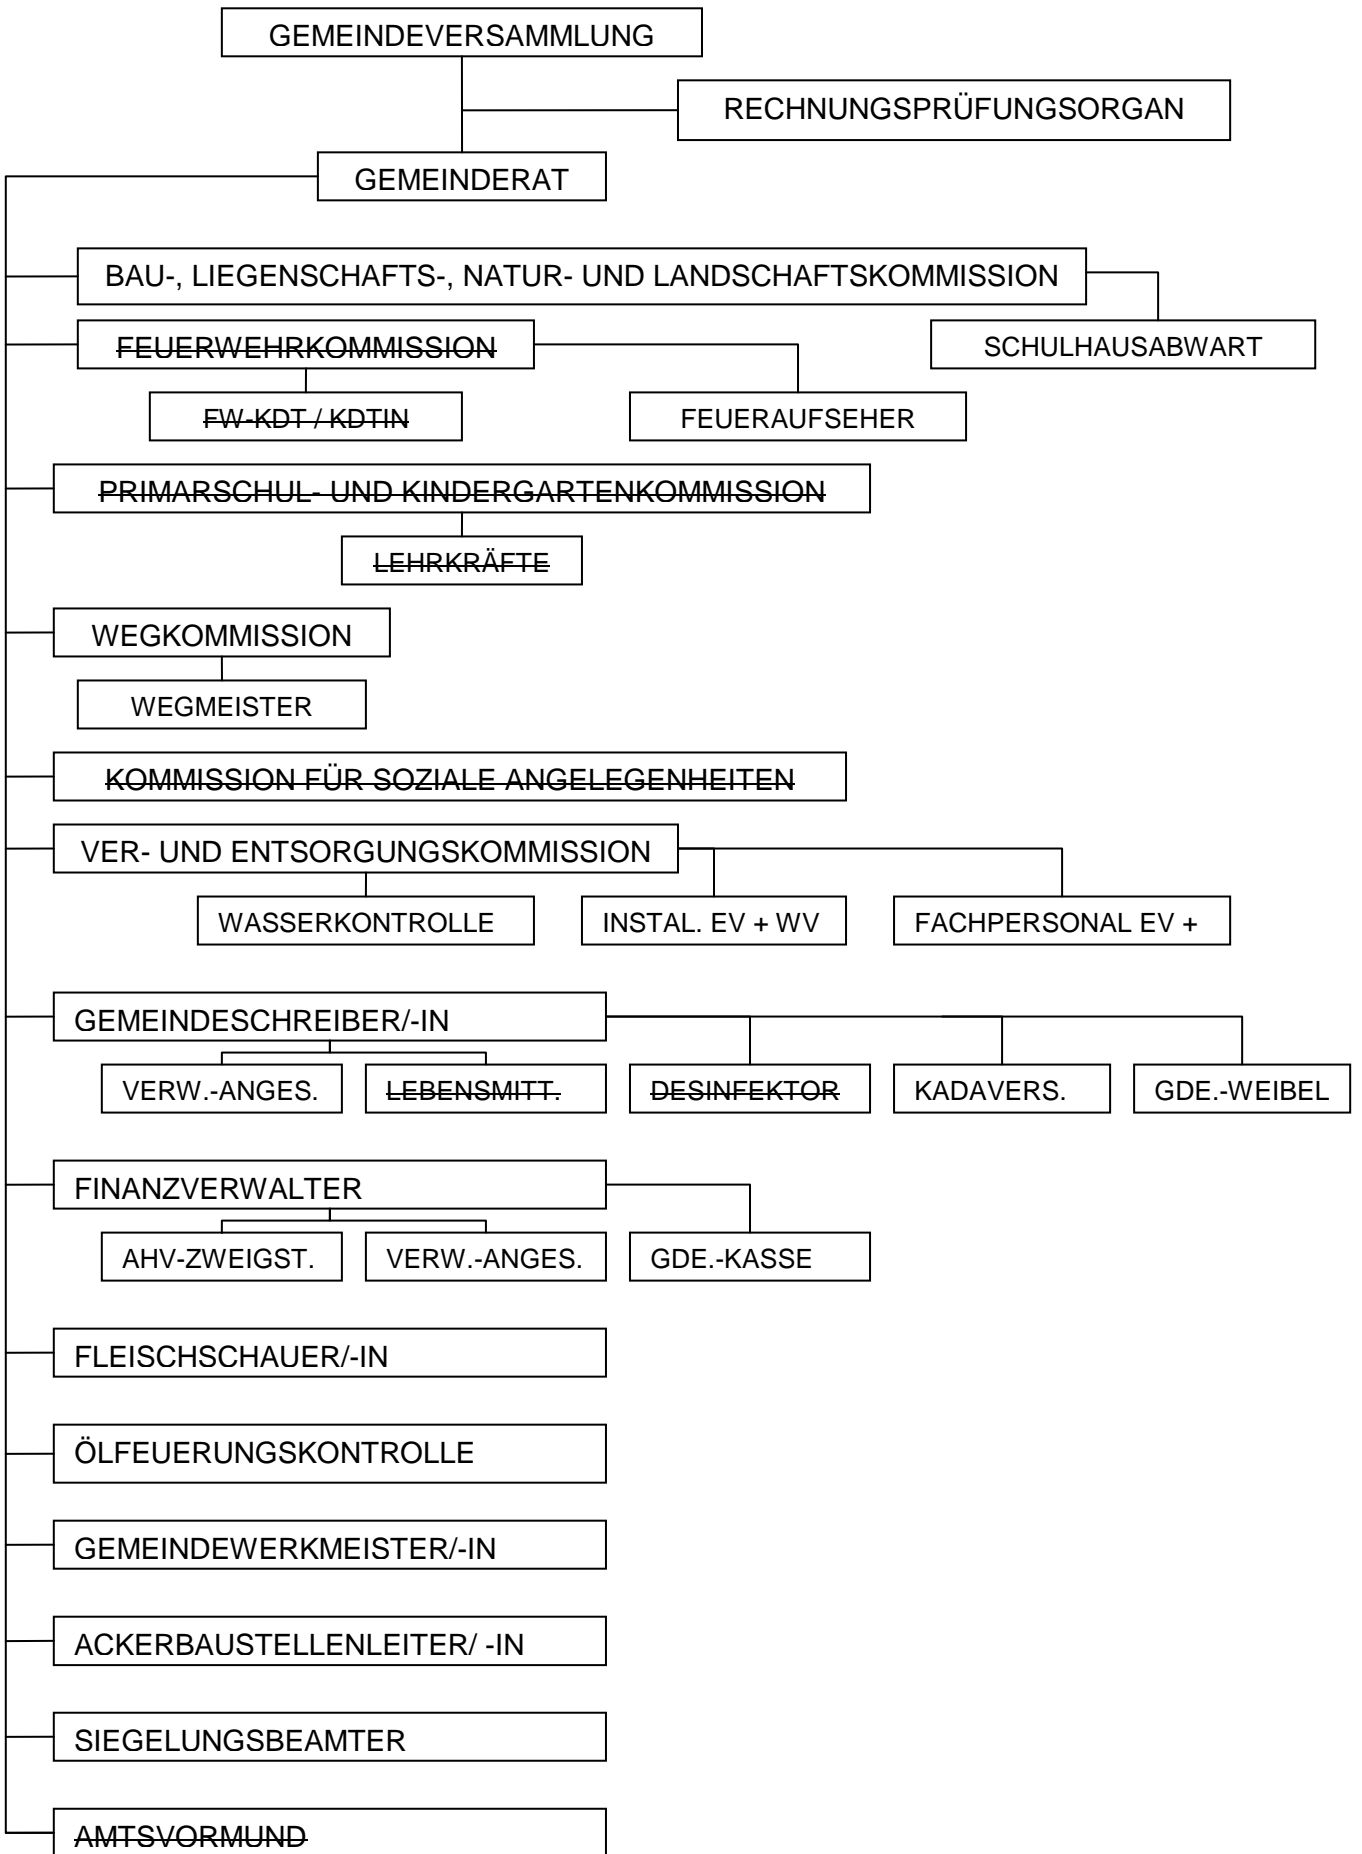 GEMEINDEVERSAMMLUNG
RECHNUNGSPRÜFUNGSORGAN
GEMEINDERAT
BAU-, LIEGENSCHAFTS-, NATUR- UND LANDSCHAFTSKOMMISSION
SCHULHAUSABWART
FEUERWEHRKOMMISSION
FW-KDT / KDTIN
FEUERAUFSEHER
PRIMARSCHUL- UND KINDERGARTENKOMMISSION
LEHRKRÄFTE
WEGKOMMISSION
WEGMEISTER
KOMMISSION FÜR SOZIALE ANGELEGENHEITEN
VER- UND ENTSORGUNGSKOMMISSION
WASSERKONTROLLE
INSTAL. EV + WV
FACHPERSONAL EV +
GEMEINDESCHREIBER/-IN
VERW.-ANGES.
LEBENSMITT.
DESINFEKTOR
KADAVERS.
GDE.-WEIBEL
FINANZVERWALTER
AHV-ZWEIGST.
VERW.-ANGES.
GDE.-KASSE
FLEISCHSCHAUER/-IN
ÖLFEUERUNGSKONTROLLE
GEMEINDEWERKMEISTER/-IN
ACKERBAUSTELLENLEITER/ -IN
SIEGELUNGSBEAMTER
AMTSVORMUND